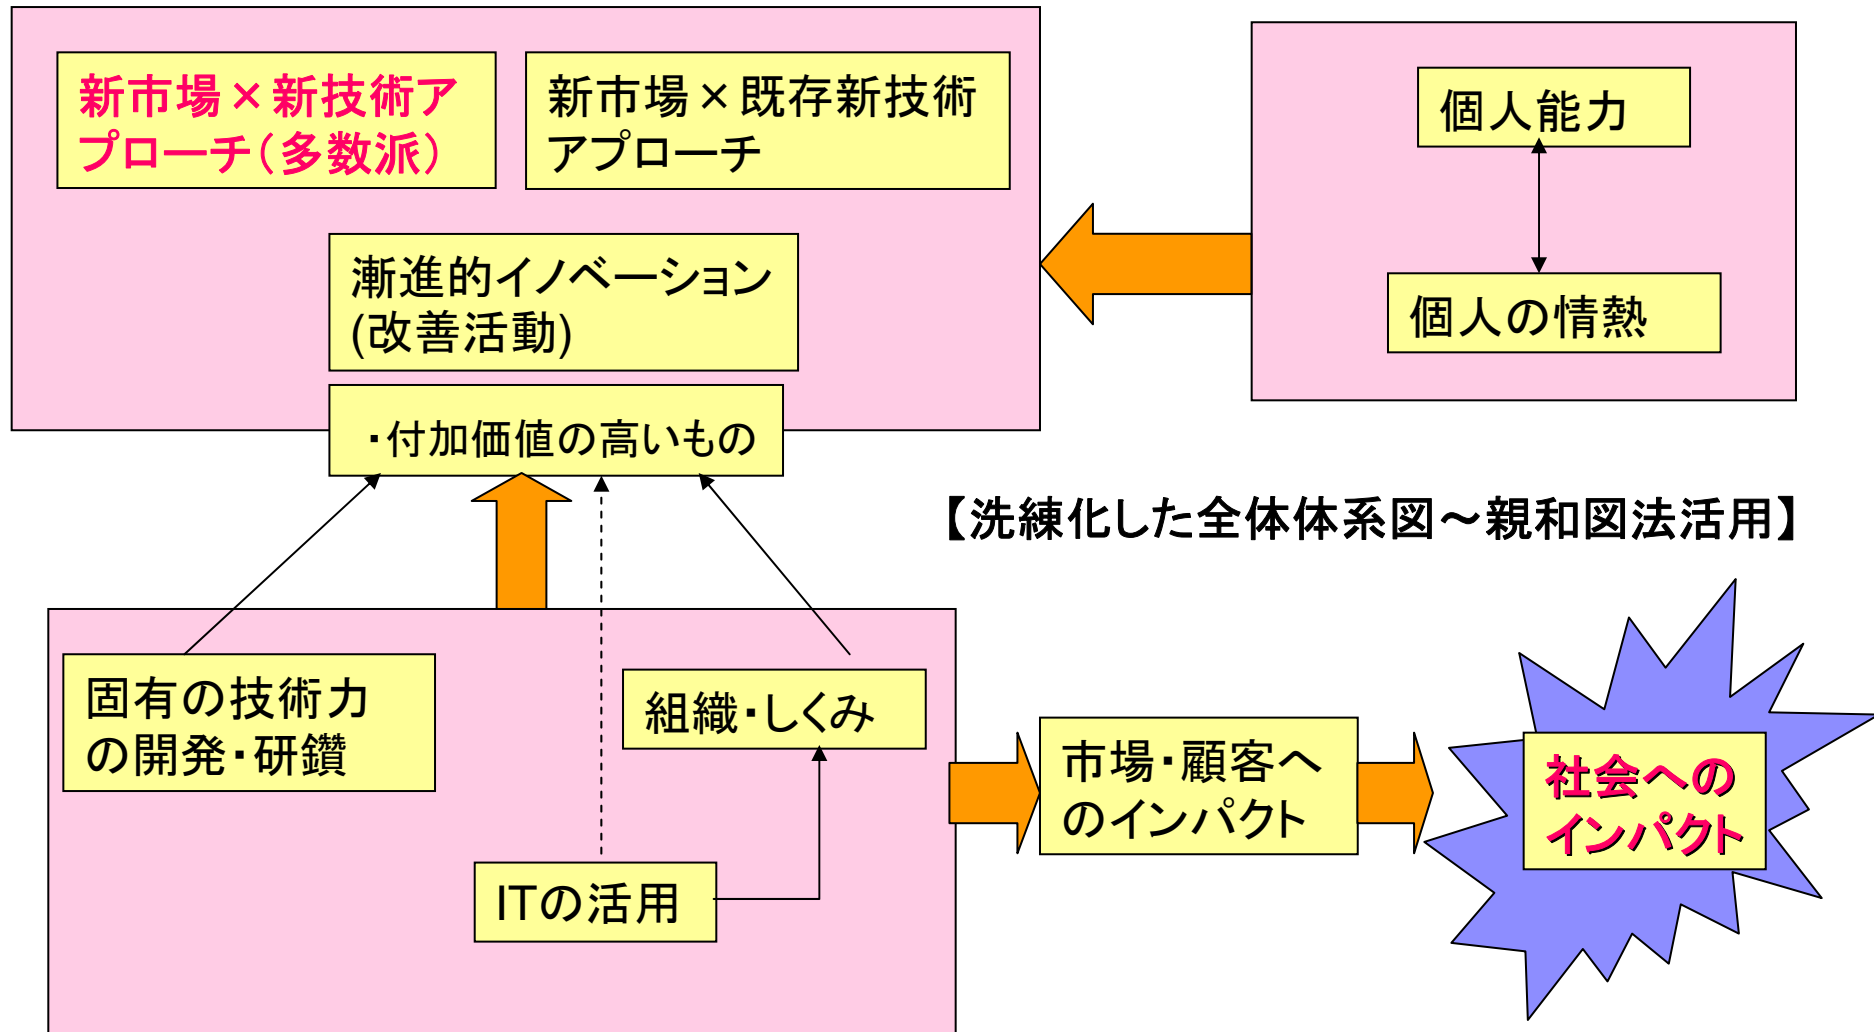 新市場×新技術ア
プローチ(多数派)
新市場×既存新技術
アプローチ
個人能力
漸進的イノベーション
(改善活動)
個人の情熱
・付加価値の高いもの
【洗練化した全体体系図～親和図法活用】
固有の技術力
の開発・研鑽
組織・しくみ
市場・顧客へ
のインパクト
社会への
インパクト
ITの活用